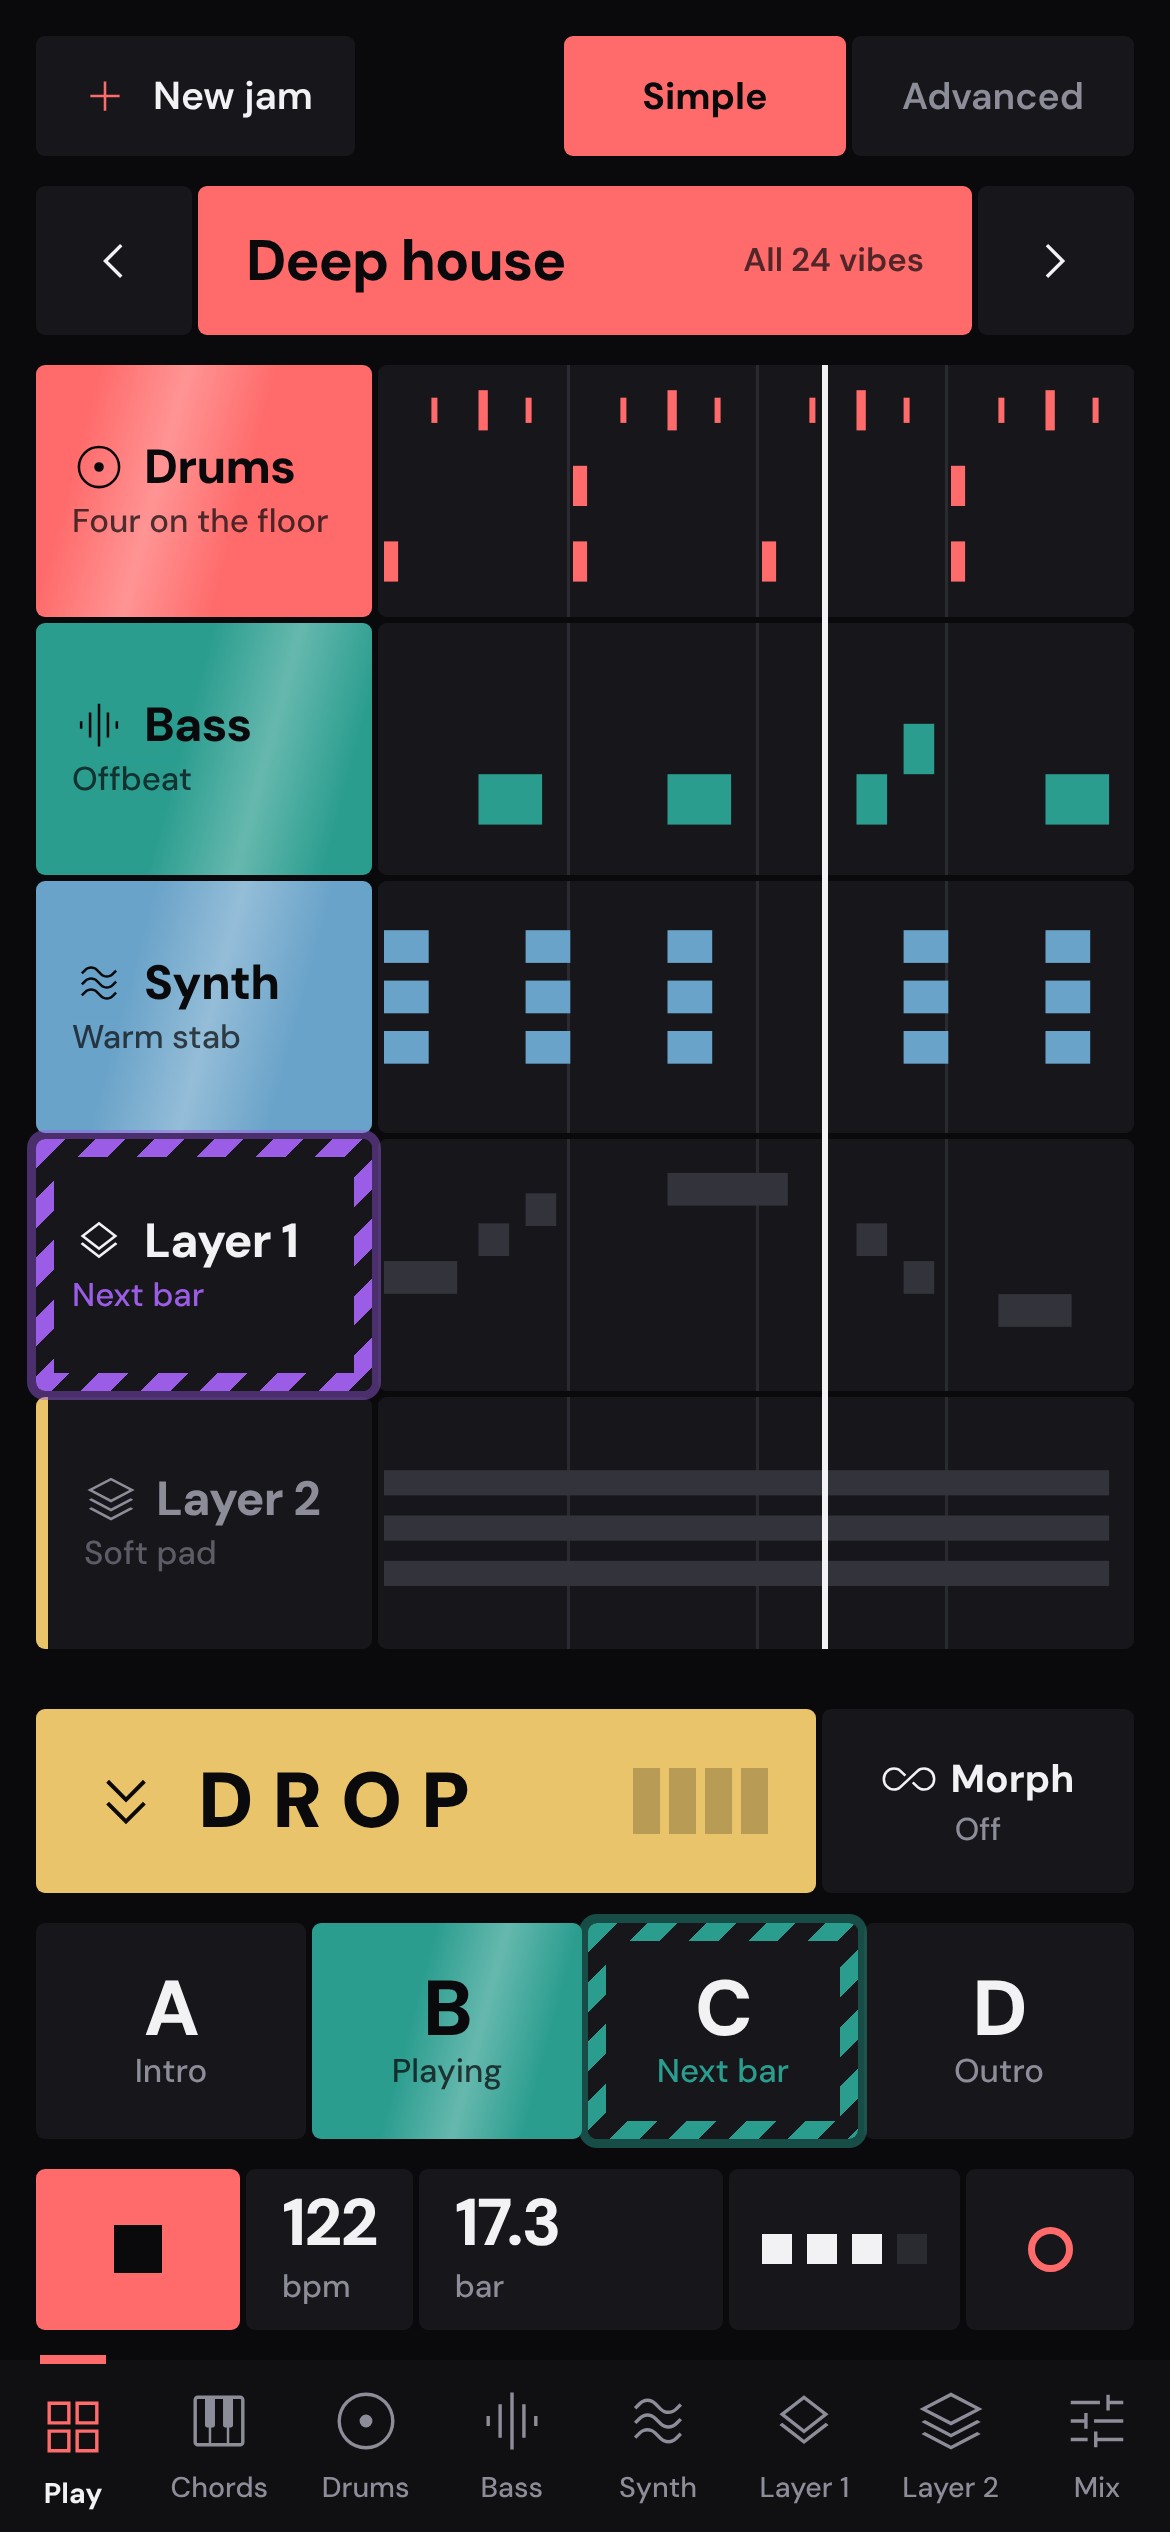 New jam
Simple
Advanced
Deep house
All 24 vibes
Drums
Four on the floor
Bass
Offbeat
Synth
Warm stab
Layer 1
Next bar
Layer 2
Soft pad
DROP
Morph
Off
A
Intro
B
Playing
C
Next bar
D
Outro
122
bpm
17.3
bar
Play
Chords
Drums
Bass
Synth
Layer 1
Layer 2
Mix